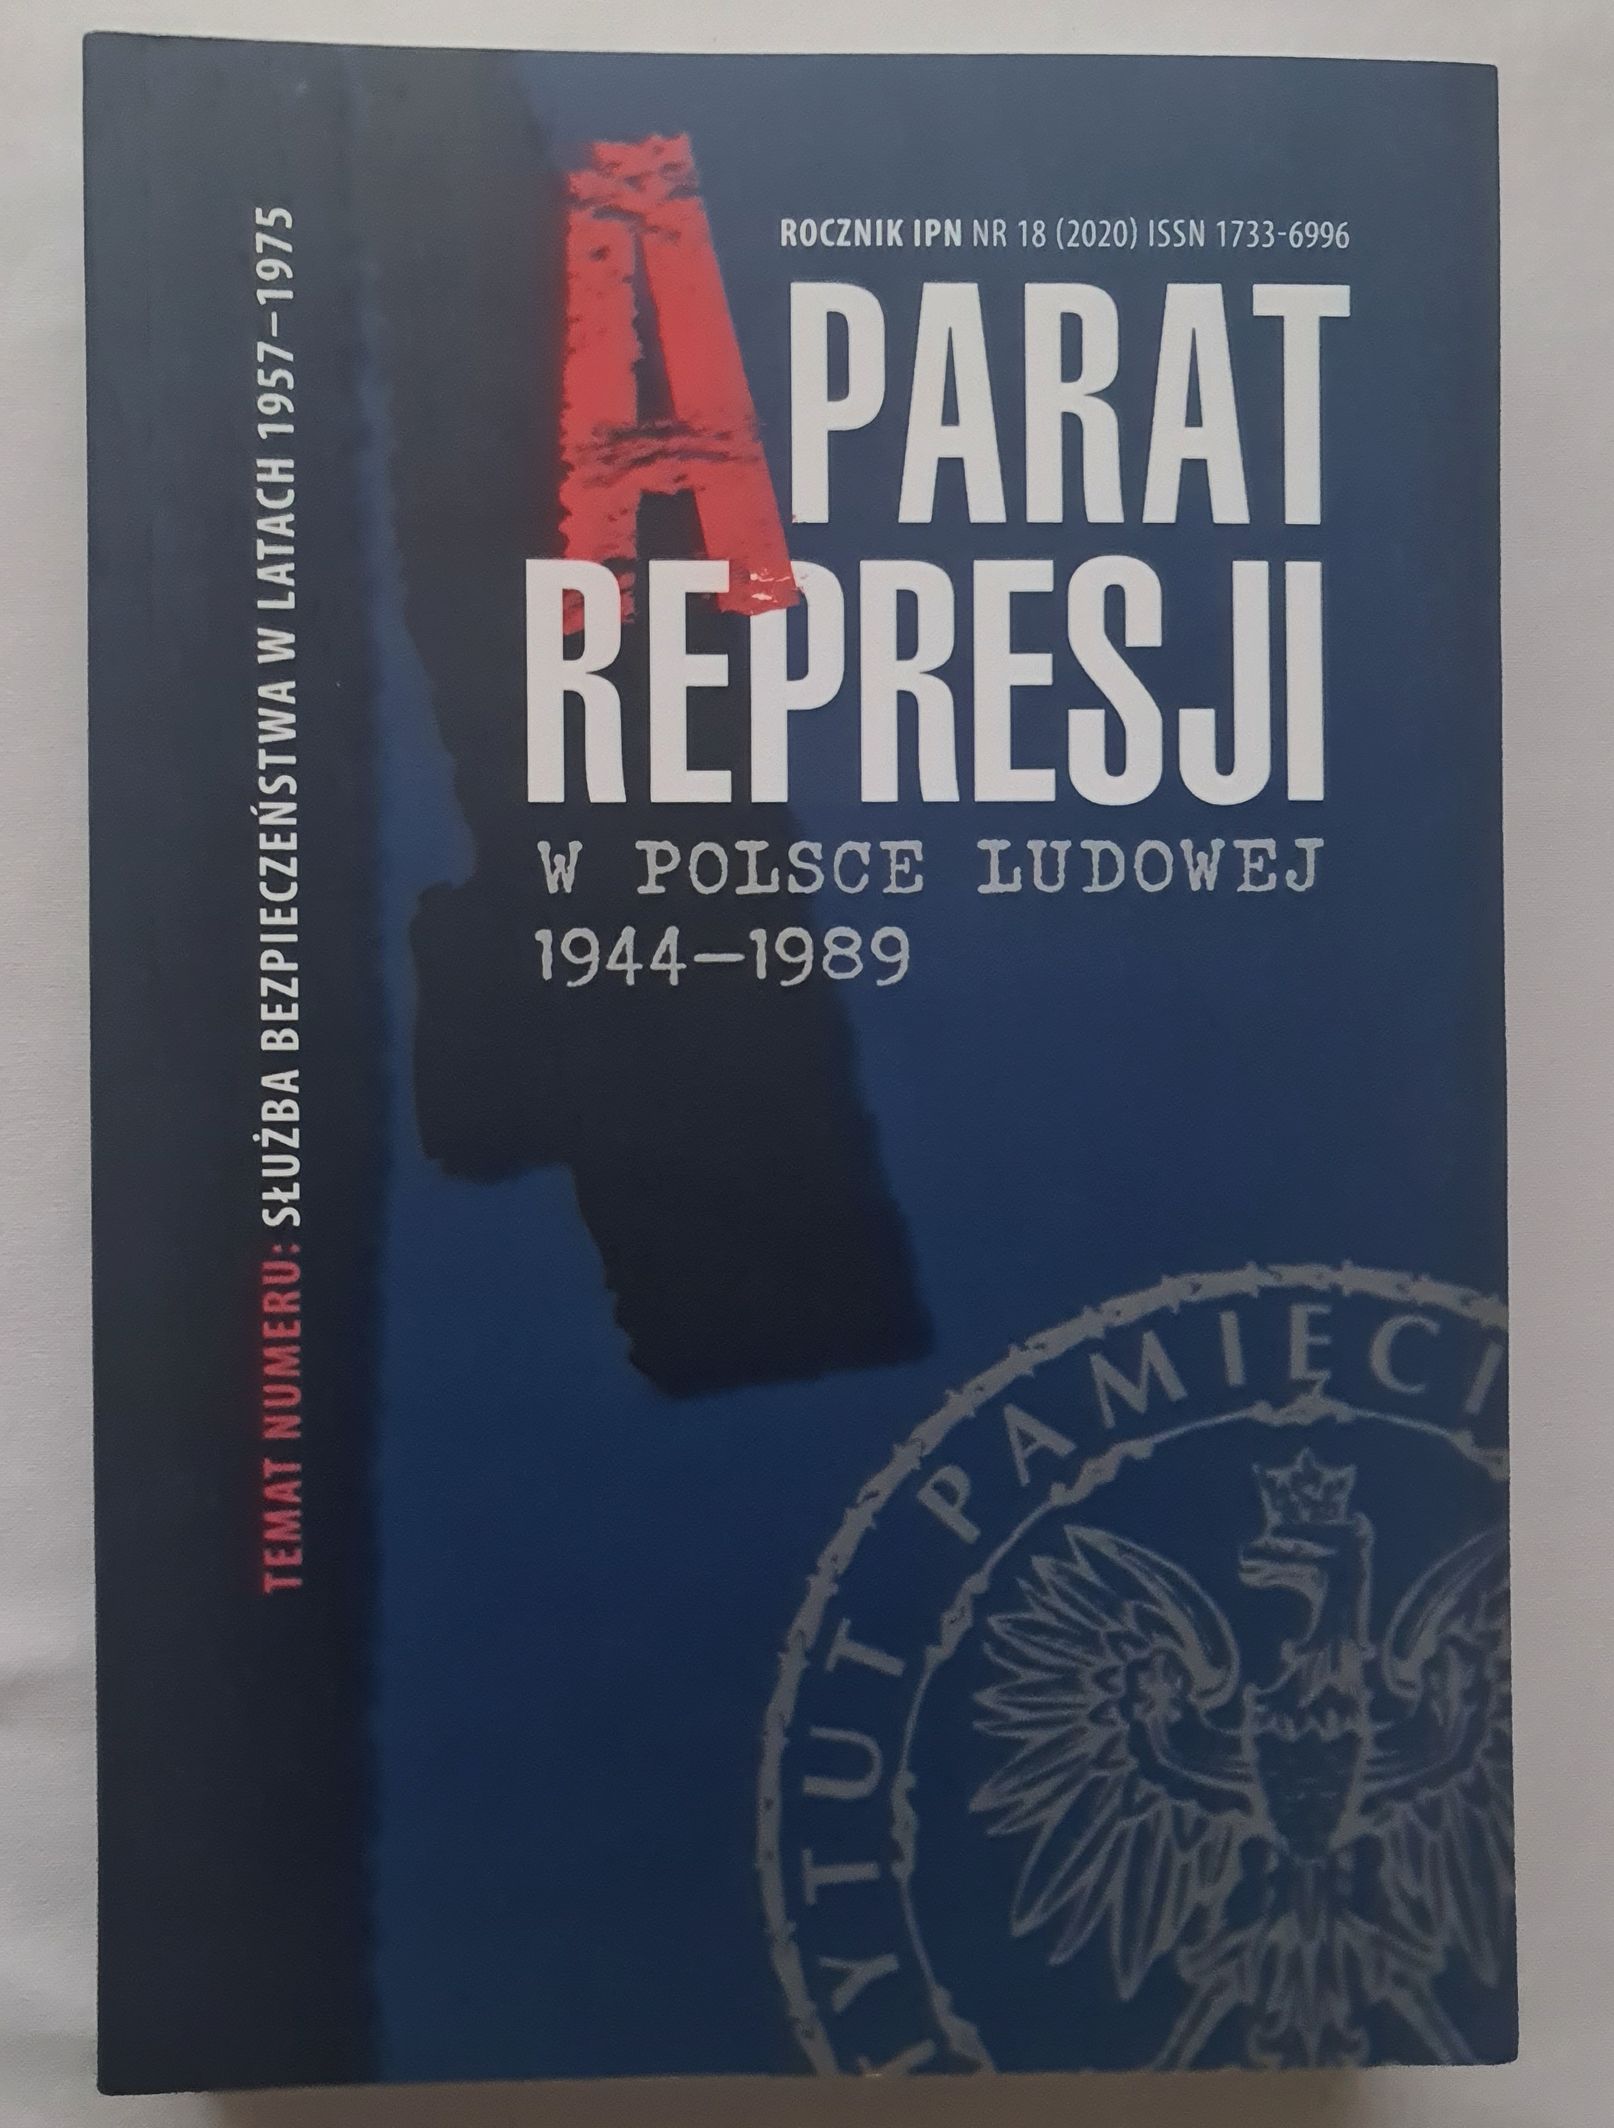 ROCZNIK IPN NR 18 (2020) ISSN 1733-6996
APARAT
REPRESJI
W POLSCE LUDOWEJ
1944–1989
TEMAT NUMERU: SŁUŻBA BEZPIECZEŃSTWA W LATACH 1957–1975
YTUT PAMIĘCI